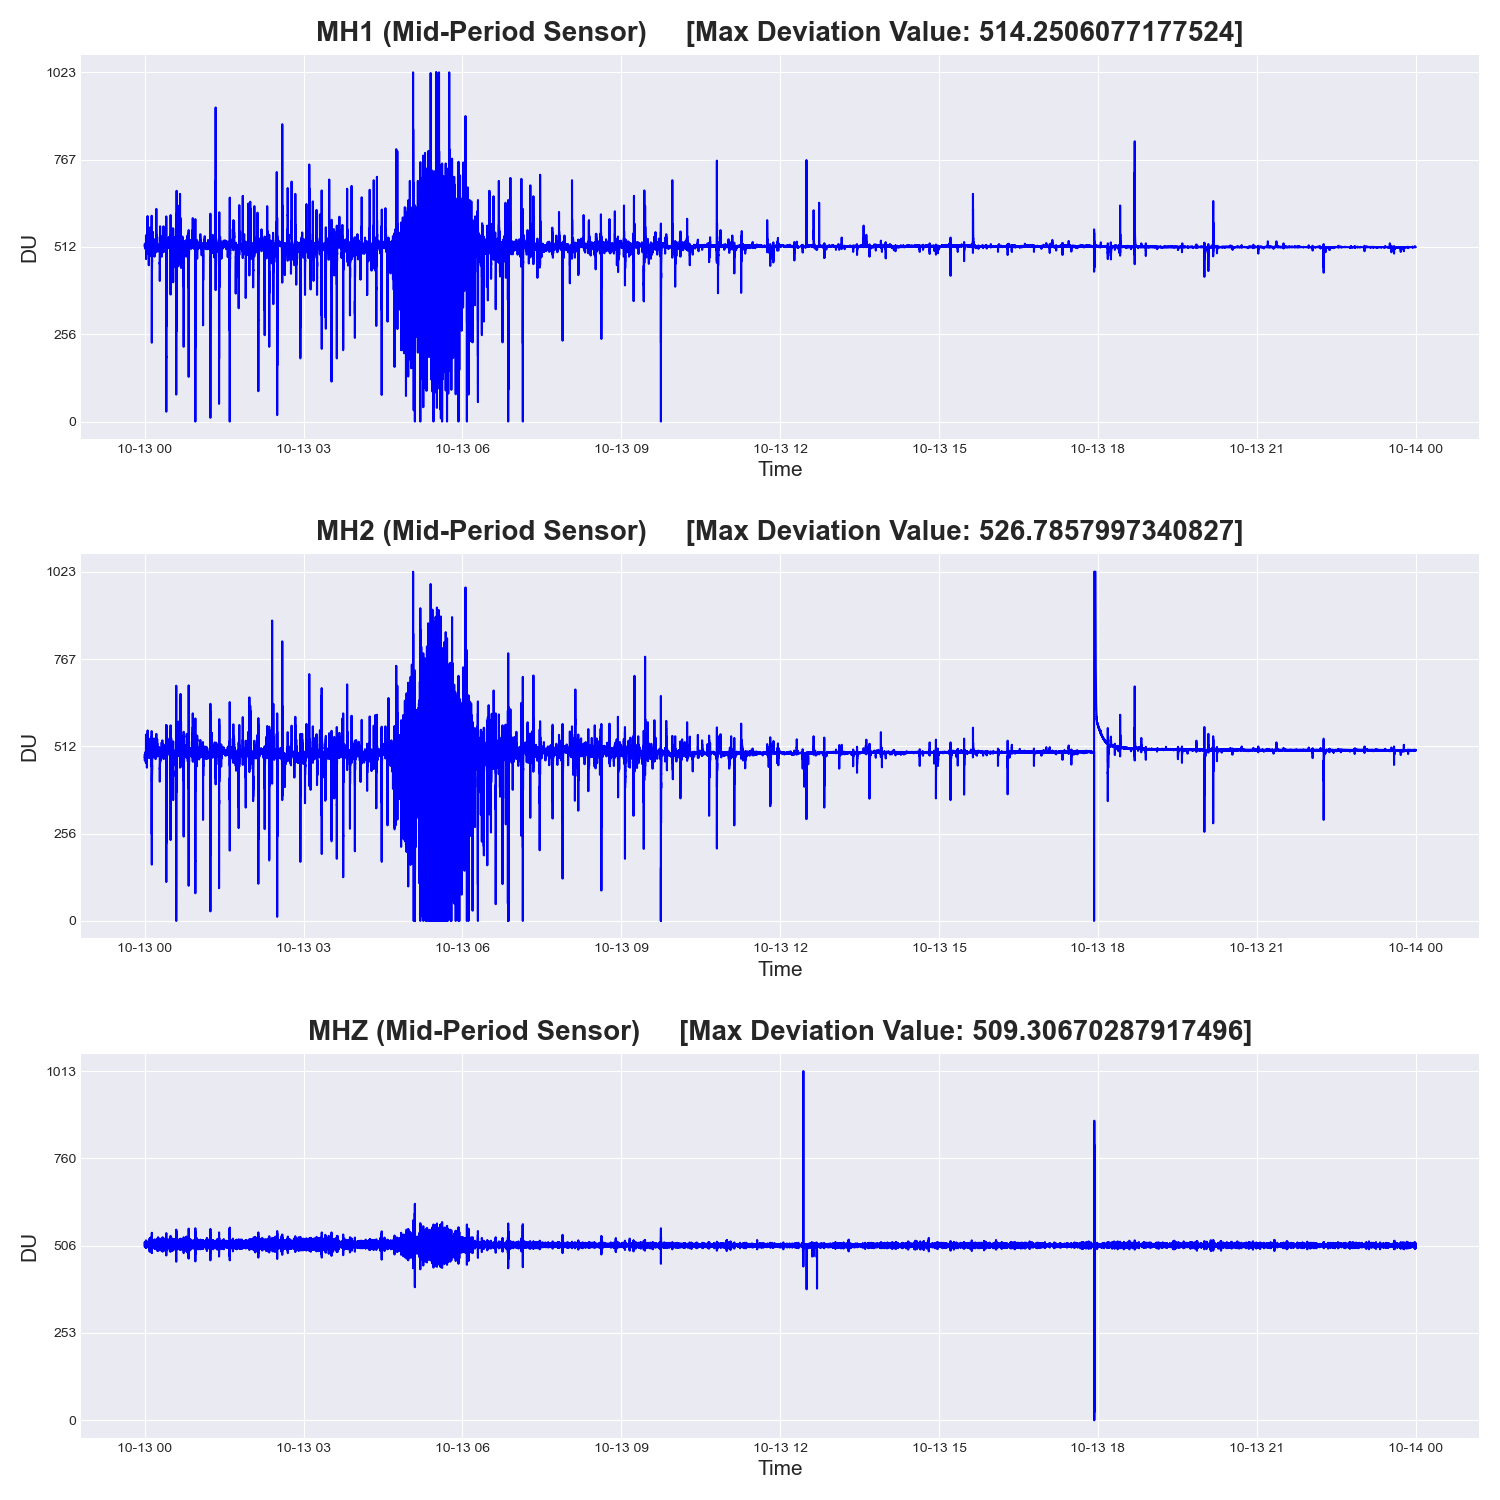 MH1 (Mid-Period Sensor) [Max Deviation Value: 514.2506077177524]
1023
767
512
256
0
DU
10-13 00 10-13 03 10-13 06 10-13 09 10-13 12 10-13 15 10-13 18 10-13 21 10-14 00
Time
MH2 (Mid-Period Sensor) [Max Deviation Value: 526.7857997340827]
1023
767
512
256
0
DU
10-13 00 10-13 03 10-13 06 10-13 09 10-13 12 10-13 15 10-13 18 10-13 21 10-14 00
Time
MHZ (Mid-Period Sensor) [Max Deviation Value: 509.30670287917496]
1013
760
506
253
0
DU
10-13 00 10-13 03 10-13 06 10-13 09 10-13 12 10-13 15 10-13 18 10-13 21 10-14 00
Time